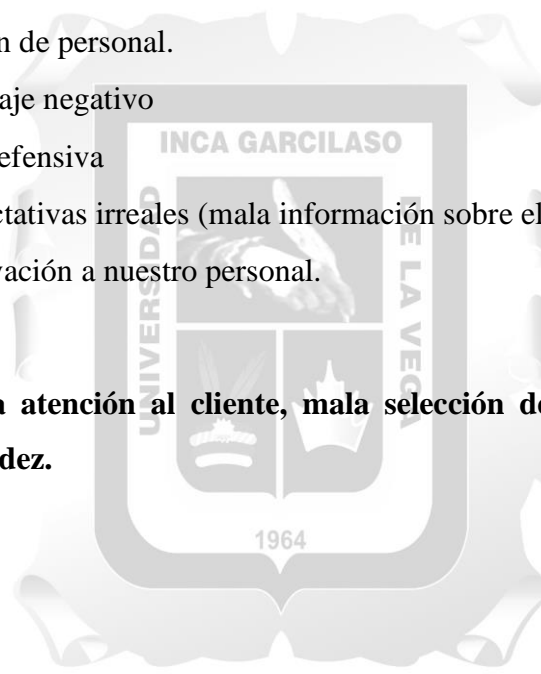 n de personal.
aje negativo
efensiva
ctativas irreales (mala información sobre el
vación a nuestro personal.
a atención al cliente, mala selección de
dez.
INCA GARCILASO
UNIVERSIDAD
DE LA VEGA
1964